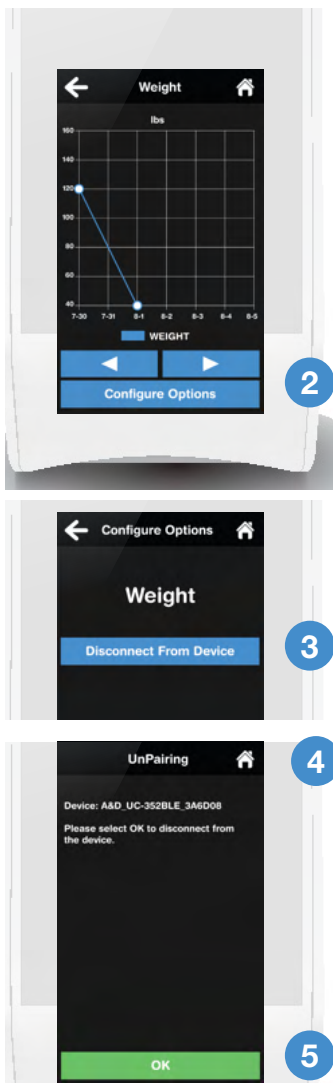 Weight
lbs
160
140
120
100
80
60
40
7-30 7-31 8-1 8-2 8-3 8-4 8-5
WEIGHT
Configure Options
2
Configure Options
Weight
Disconnect From Device
3
UnPairing
4
Device: A&D_UC-352BLE_3A6D08
Please select OK to disconnect from
the device.
OK
5